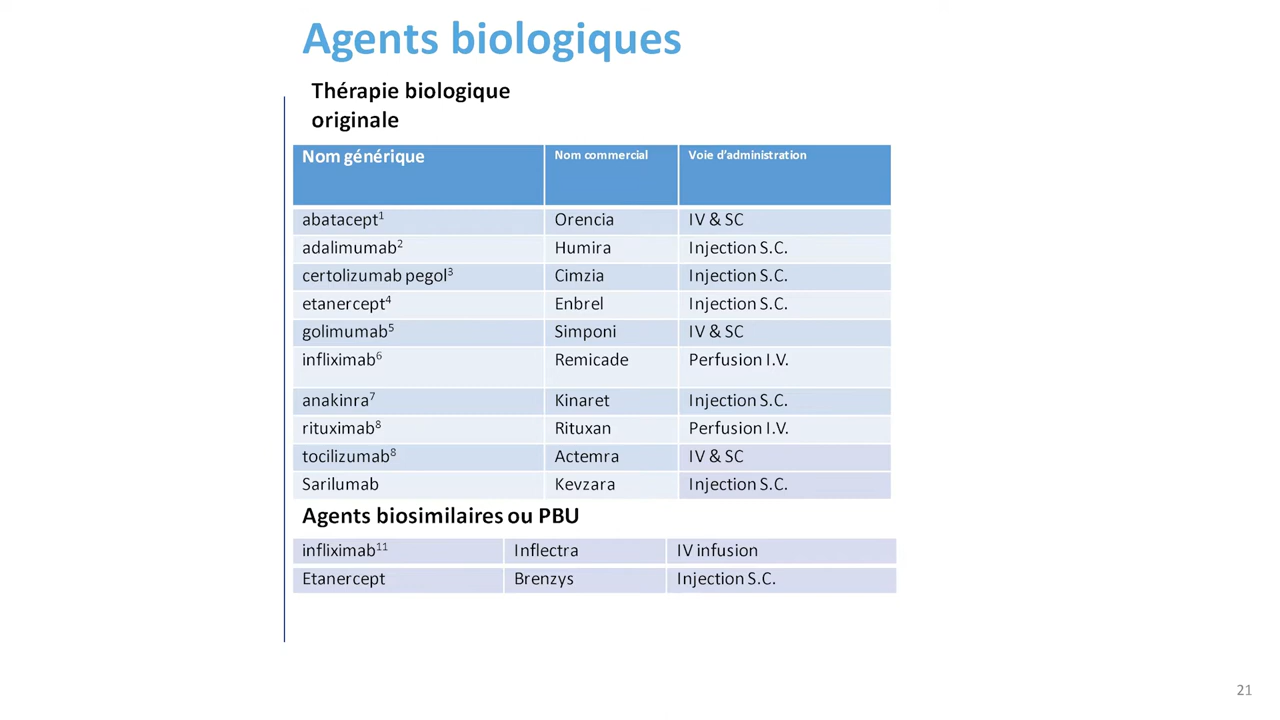 Agents biologiques
Thérapie biologique
originale
Nom générique Nom commercial Voie d’administration
abatacept1 Orencia IV & SC
adalimumab2 Humira Injection S.C.
certolizumab pegol3 Cimzia Injection S.C.
etanercept4 Enbrel Injection S.C.
golimumab5 Simponi IV & SC
infliximab6 Remicade Perfusion I.V.
anakinra7 Kinaret Injection S.C.
rituximab8 Rituxan Perfusion I.V.
tocilizumab8 Actemra IV & SC
Sarilumab Kevzara Injection S.C.
Agents biosimilaires ou PBU
infliximab11 Inflectra IV infusion
Etanercept Brenzys Injection S.C.
21